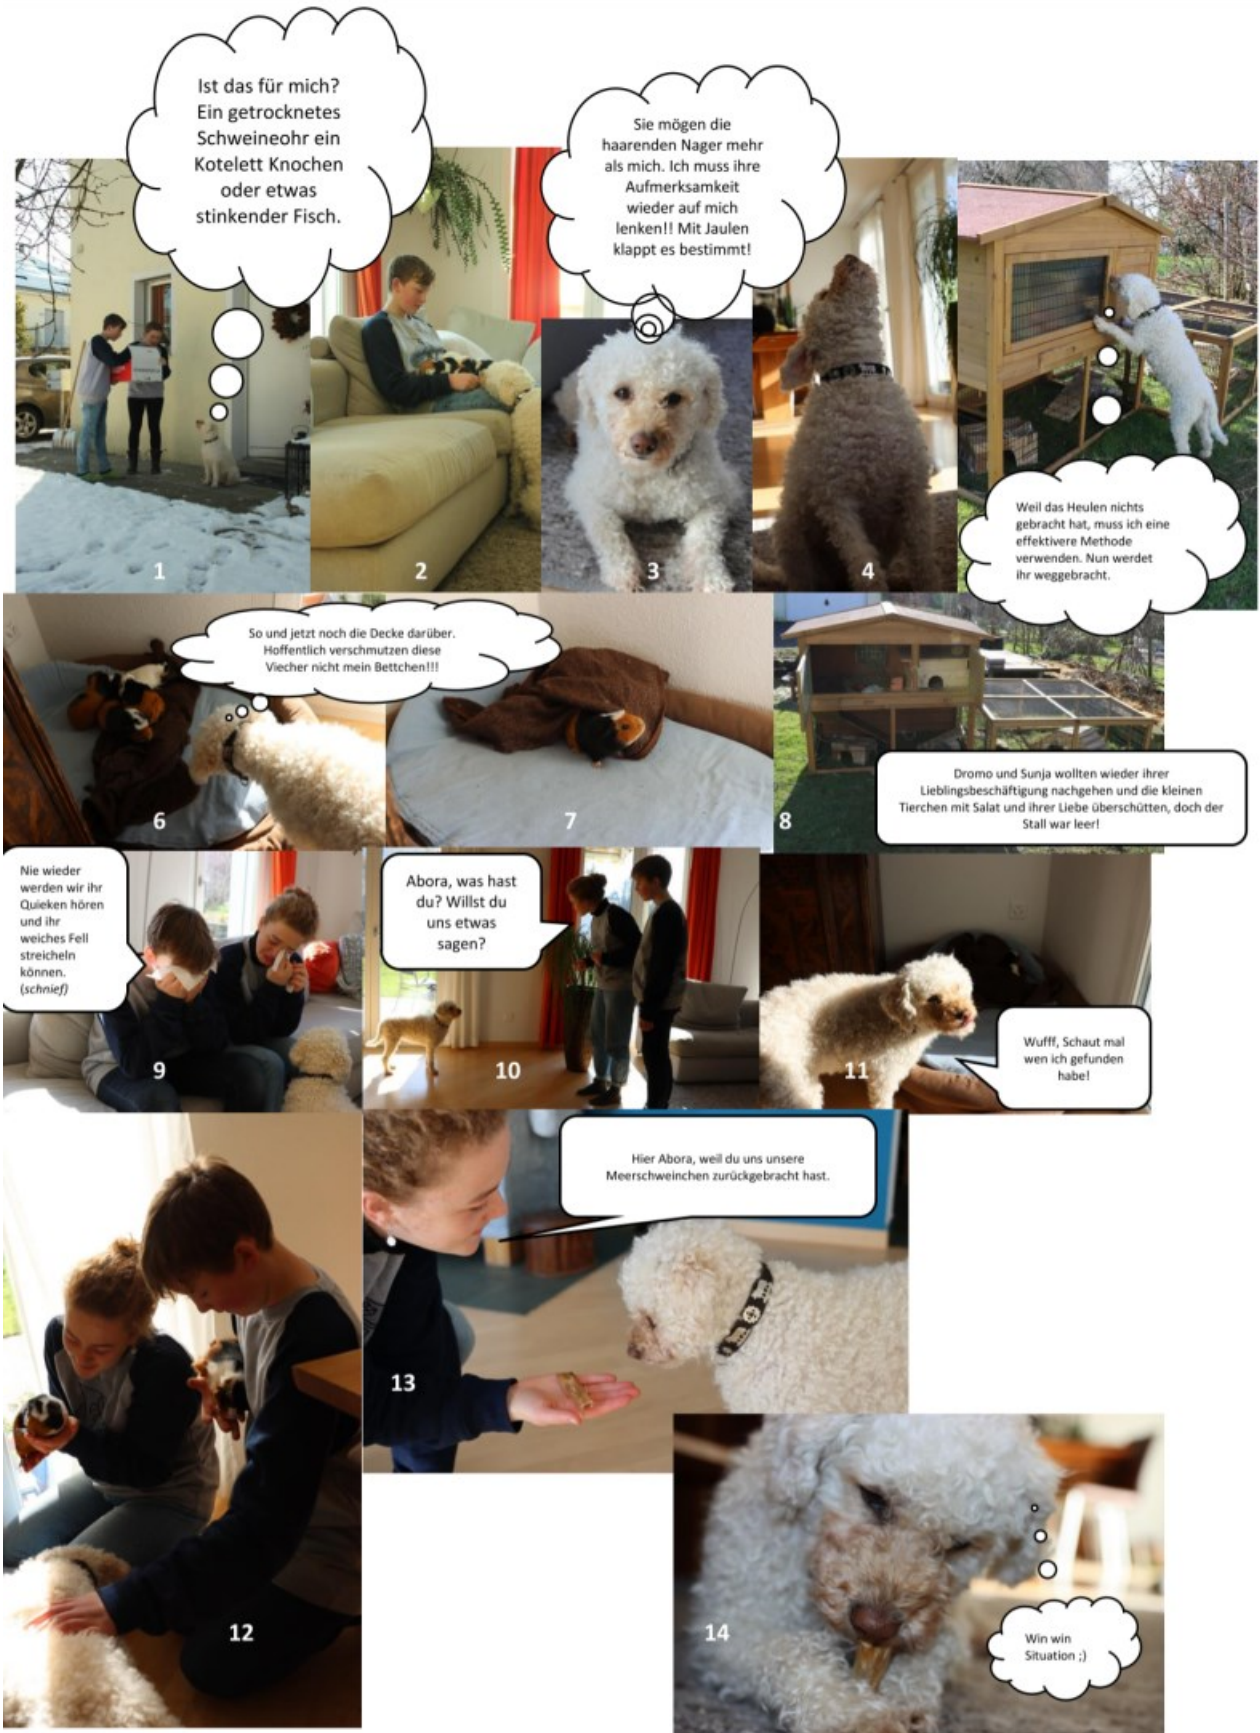 Ist das für mich?
Ein getrocknetes
Schweineohr ein
Kotelett Knochen
oder etwas
stinkender Fisch.
1
2
Sie mögen die
haarenden Nager mehr
als mich. Ich muss ihre
Aufmerksamkeit
wieder auf mich
lenken!! Mit Jaulen
klappt es bestimmt!
3
4
Weil das Heulen nichts
gebracht hat, muss ich eine
effektivere Methode
verwenden. Nun werdet
ihr weggebracht.
So und jetzt noch die Decke darüber.
Hoffentlich verschmutzen diese
Viecher nicht mein Bettchen!!!
6
7
8
Dromo und Sunja wollten wieder ihrer
Lieblingsbeschäftigung nachgehen und die kleinen
Tierchen mit Salat und ihrer Liebe überschütten, doch der
Stall war leer!
Nie wieder
werden wir ihr
Quieken hören
und ihr
weiches Fell
streicheln
können.
(schnief)
9
Abora, was hast
du? Willst du
uns etwas
sagen?
10
11
Wufff, Schaut mal
wen ich gefunden
habe!
12
Hier Abora, weil du uns unsere
Meerschweinchen zurückgebracht hast.
13
14
Win win
Situation ;)